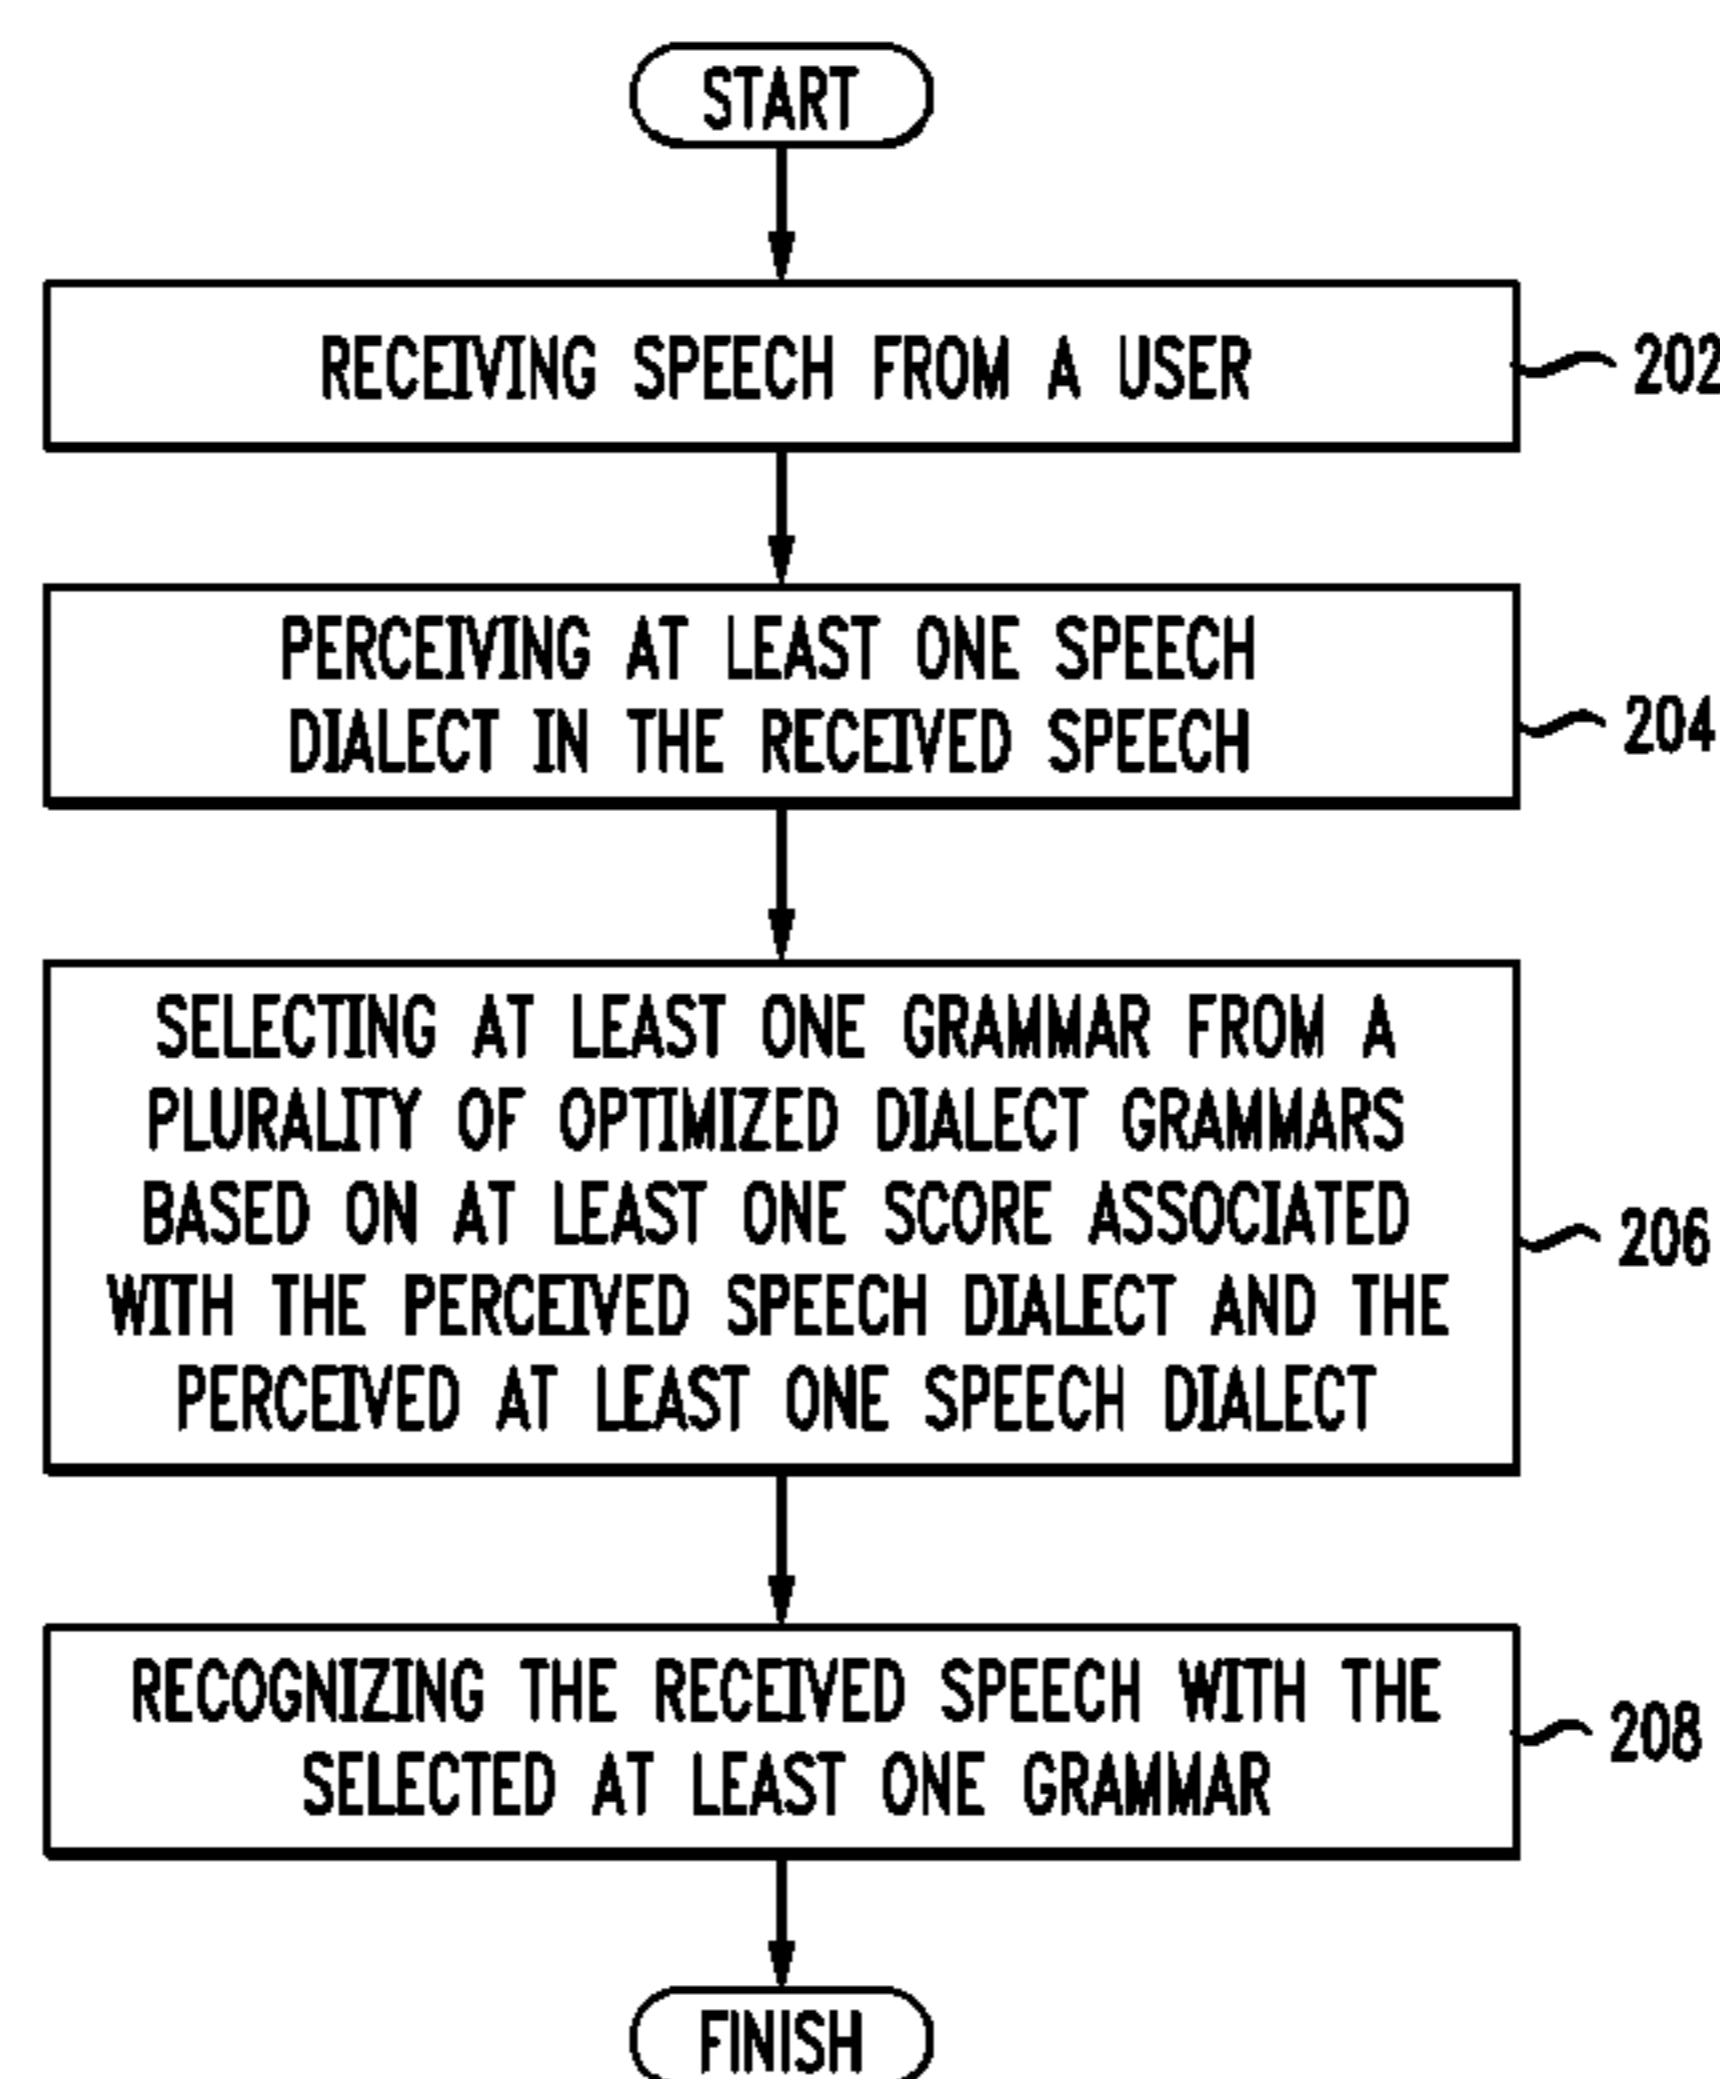 START
RECEIVING SPEECH FROM A USER
202
PERCEIVING AT LEAST ONE SPEECH
DIALECT IN THE RECEIVED SPEECH
204
SELECTING AT LEAST ONE GRAMMAR FROM A
PLURALITY OF OPTIMIZED DIALECT GRAMMARS
BASED ON AT LEAST ONE SCORE ASSOCIATED
WITH THE PERCEIVED SPEECH DIALECT AND THE
PERCEIVED AT LEAST ONE SPEECH DIALECT
206
RECOGNIZING THE RECEIVED SPEECH WITH THE
SELECTED AT LEAST ONE GRAMMAR
208
FINISH